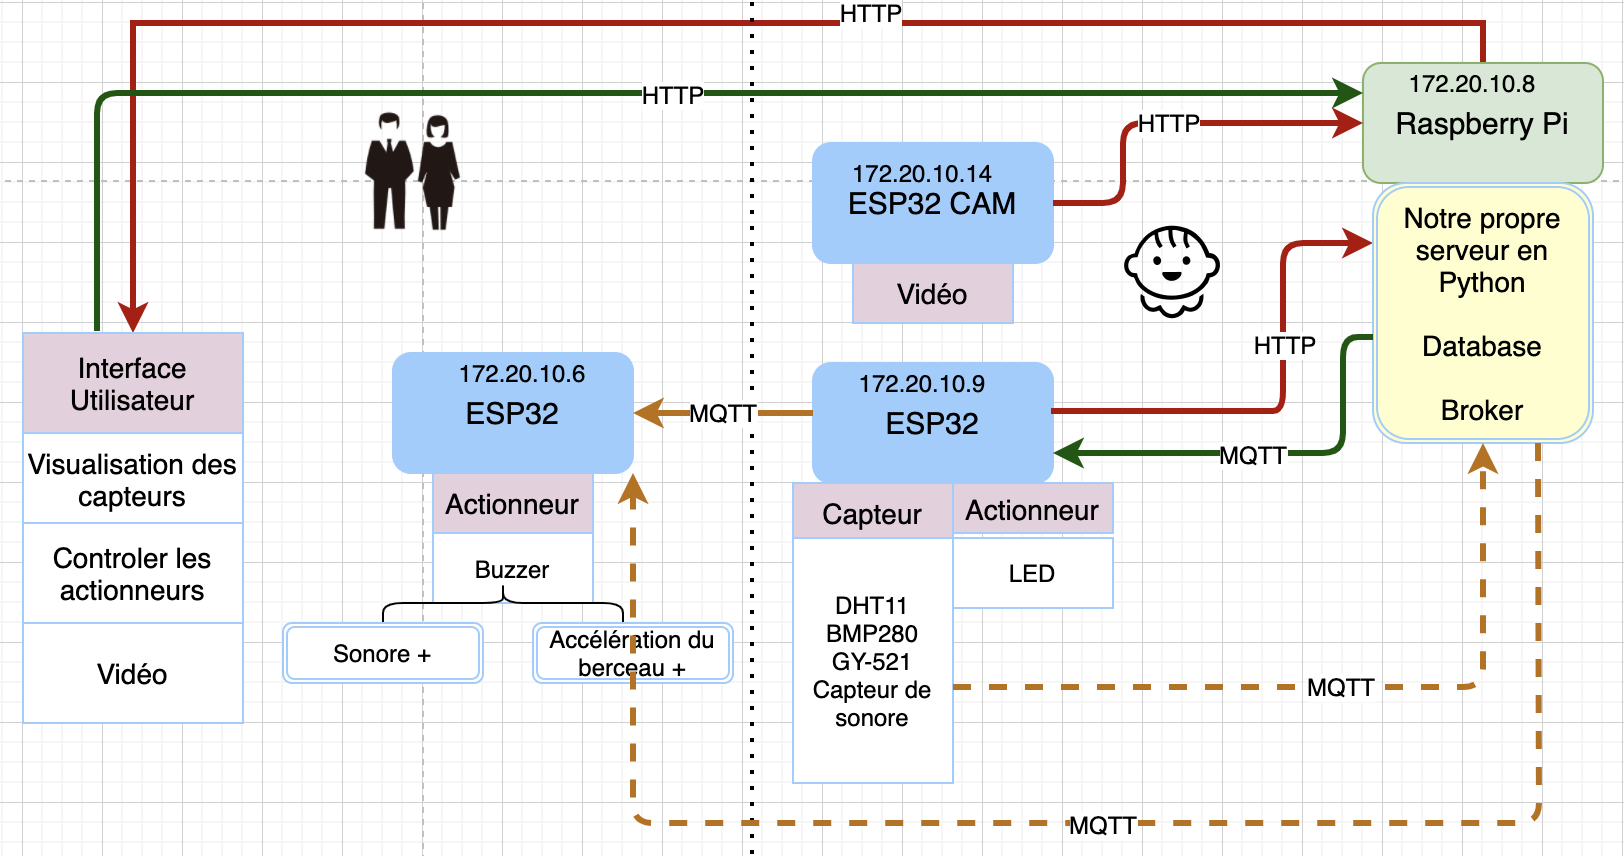 HTTP
HTTP
172.20.10.8
Raspberry Pi
HTTP
172.20.10.14
ESP32 CAM
Vidéo
Notre propre
serveur en
Python
Database
Broker
HTTP
MQTT
Interface
Utilisateur
Visualisation des
capteurs
Controler les
actionneurs
Vidéo
172.20.10.6
ESP32
MQTT
172.20.10.9
ESP32
Actionneur
Buzzer
Sonore +
Accélération du
berceau +
Capteur
Actionneur
LED
DHT11
BMP280
GY-521
Capteur de
sonore
MQTT
MQTT